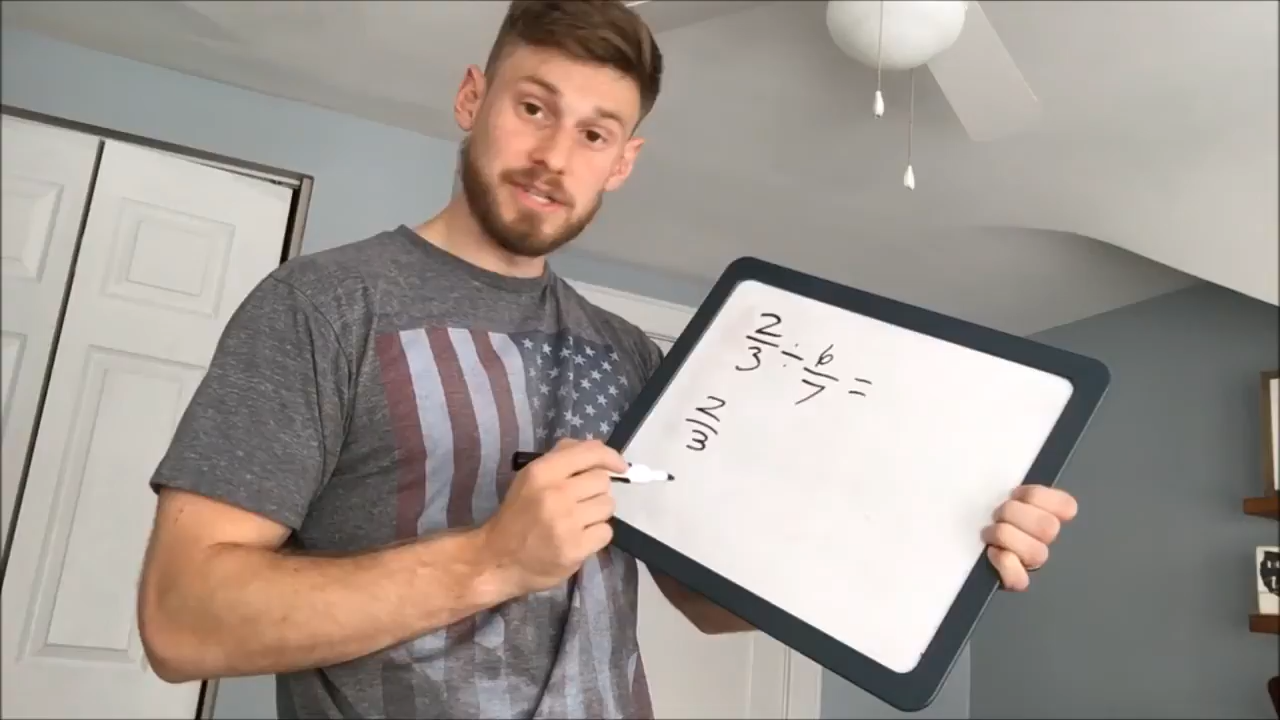 2/3 ÷ 6/7 =
2/3